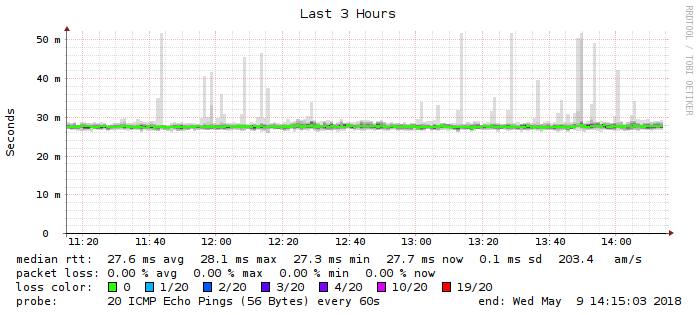 Last 3 Hours
RRDTOOL / TOBI OETIKER
Seconds
50 m
40 m
30 m
20 m
10 m
0
11:20 11:40 12:00 12:20 12:40 13:00 13:20 13:40 14:00
median rtt: 27.6 ms avg 28.1 ms max 27.3 ms min 27.7 ms now 0.1 ms sd 203.4 am/s
packet loss: 0.00 % avg 0.00 % max 0.00 % min 0.00 % now
loss color: 0 1/20 2/20 3/20 4/20 10/20 19/20
probe: 20 ICMP Echo Pings (56 Bytes) every 60s end: Wed May 9 14:15:03 2018